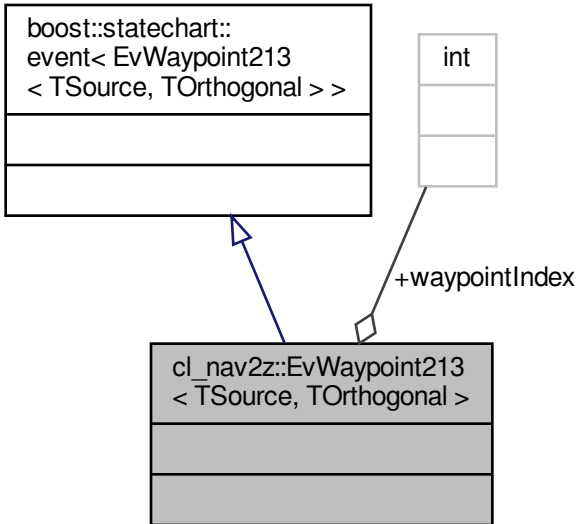 boost::statechart::
event< EvWaypoint213
< TSource, TOrthogonal > >
int
+waypointIndex
cl_nav2z::EvWaypoint213
< TSource, TOrthogonal >